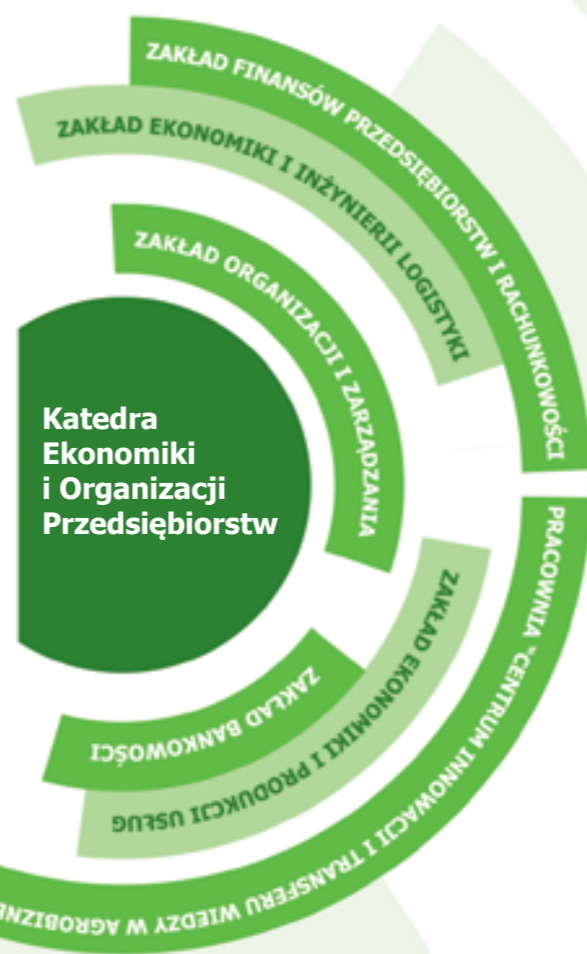 ZAKŁAD FINANSÓW PRZEDSIĘBIORSTW I RACHUNKOWOŚCI
ZAKŁAD EKONOMIKI I INŻYNIERII LOGISTYKI
ZAKŁAD ORGANIZACJI I ZARZĄDZANIA
Katedra
Ekonomiki
i Organizacji
Przedsiębiorstw
ZAKŁAD BANKOWOŚCI
ZAKŁAD EKONOMIKI I PRODUKCJI USŁUG
PRACOWNIA "CENTRUM INNOWACJI I TRANSFERU WIEDZY W AGROBIZNE